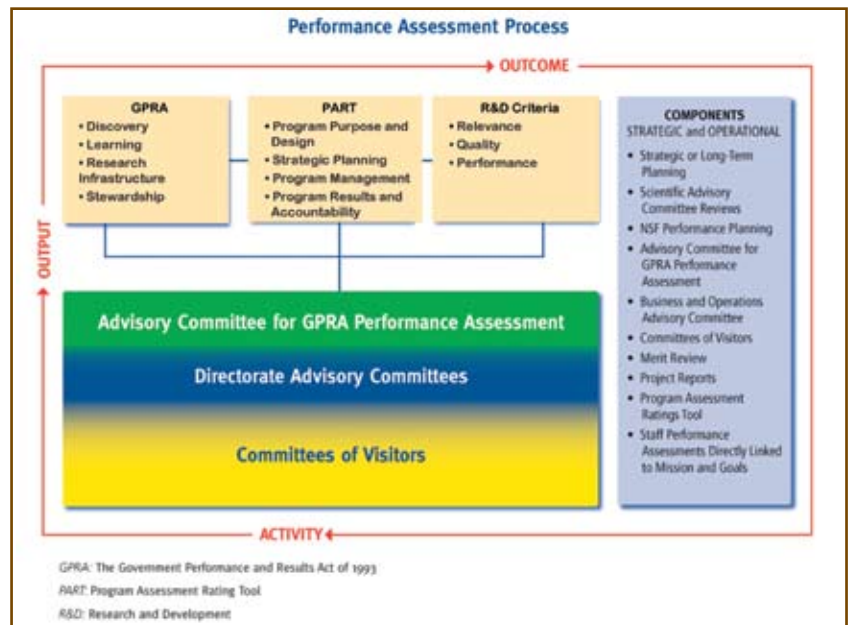 Performance Assessment Process
OUTCOME
GPRA
• Discovery
• Learning
• Research
Infrastructure
• Stewardship
PART
• Program Purpose and
Design
• Strategic Planning
• Program Management
• Program Results and
Accountability
R&D Criteria
• Relevance
• Quality
• Performance
COMPONENTS
STRATEGIC and OPERATIONAL
• Strategic or Long-Term
Planning
• Scientific Advisory
Committee Reviews
• NSF Performance Planning
• Advisory Committee for
GPRA Performance
Assessment
• Business and Operations
Advisory Committee
• Committees of Visitors
• Merit Review
• Project Reports
• Program Assessment
Ratings Tool
• Staff Performance
Assessments Directly Linked
to Mission and Goals
OUTPUT
Advisory Committee for GPRA Performance Assessment
Directorate Advisory Committees
Committees of Visitors
ACTIVITY
GPRA: The Government Performance and Results Act of 1993
PART: Program Assessment Rating Tool
R&D: Research and Development